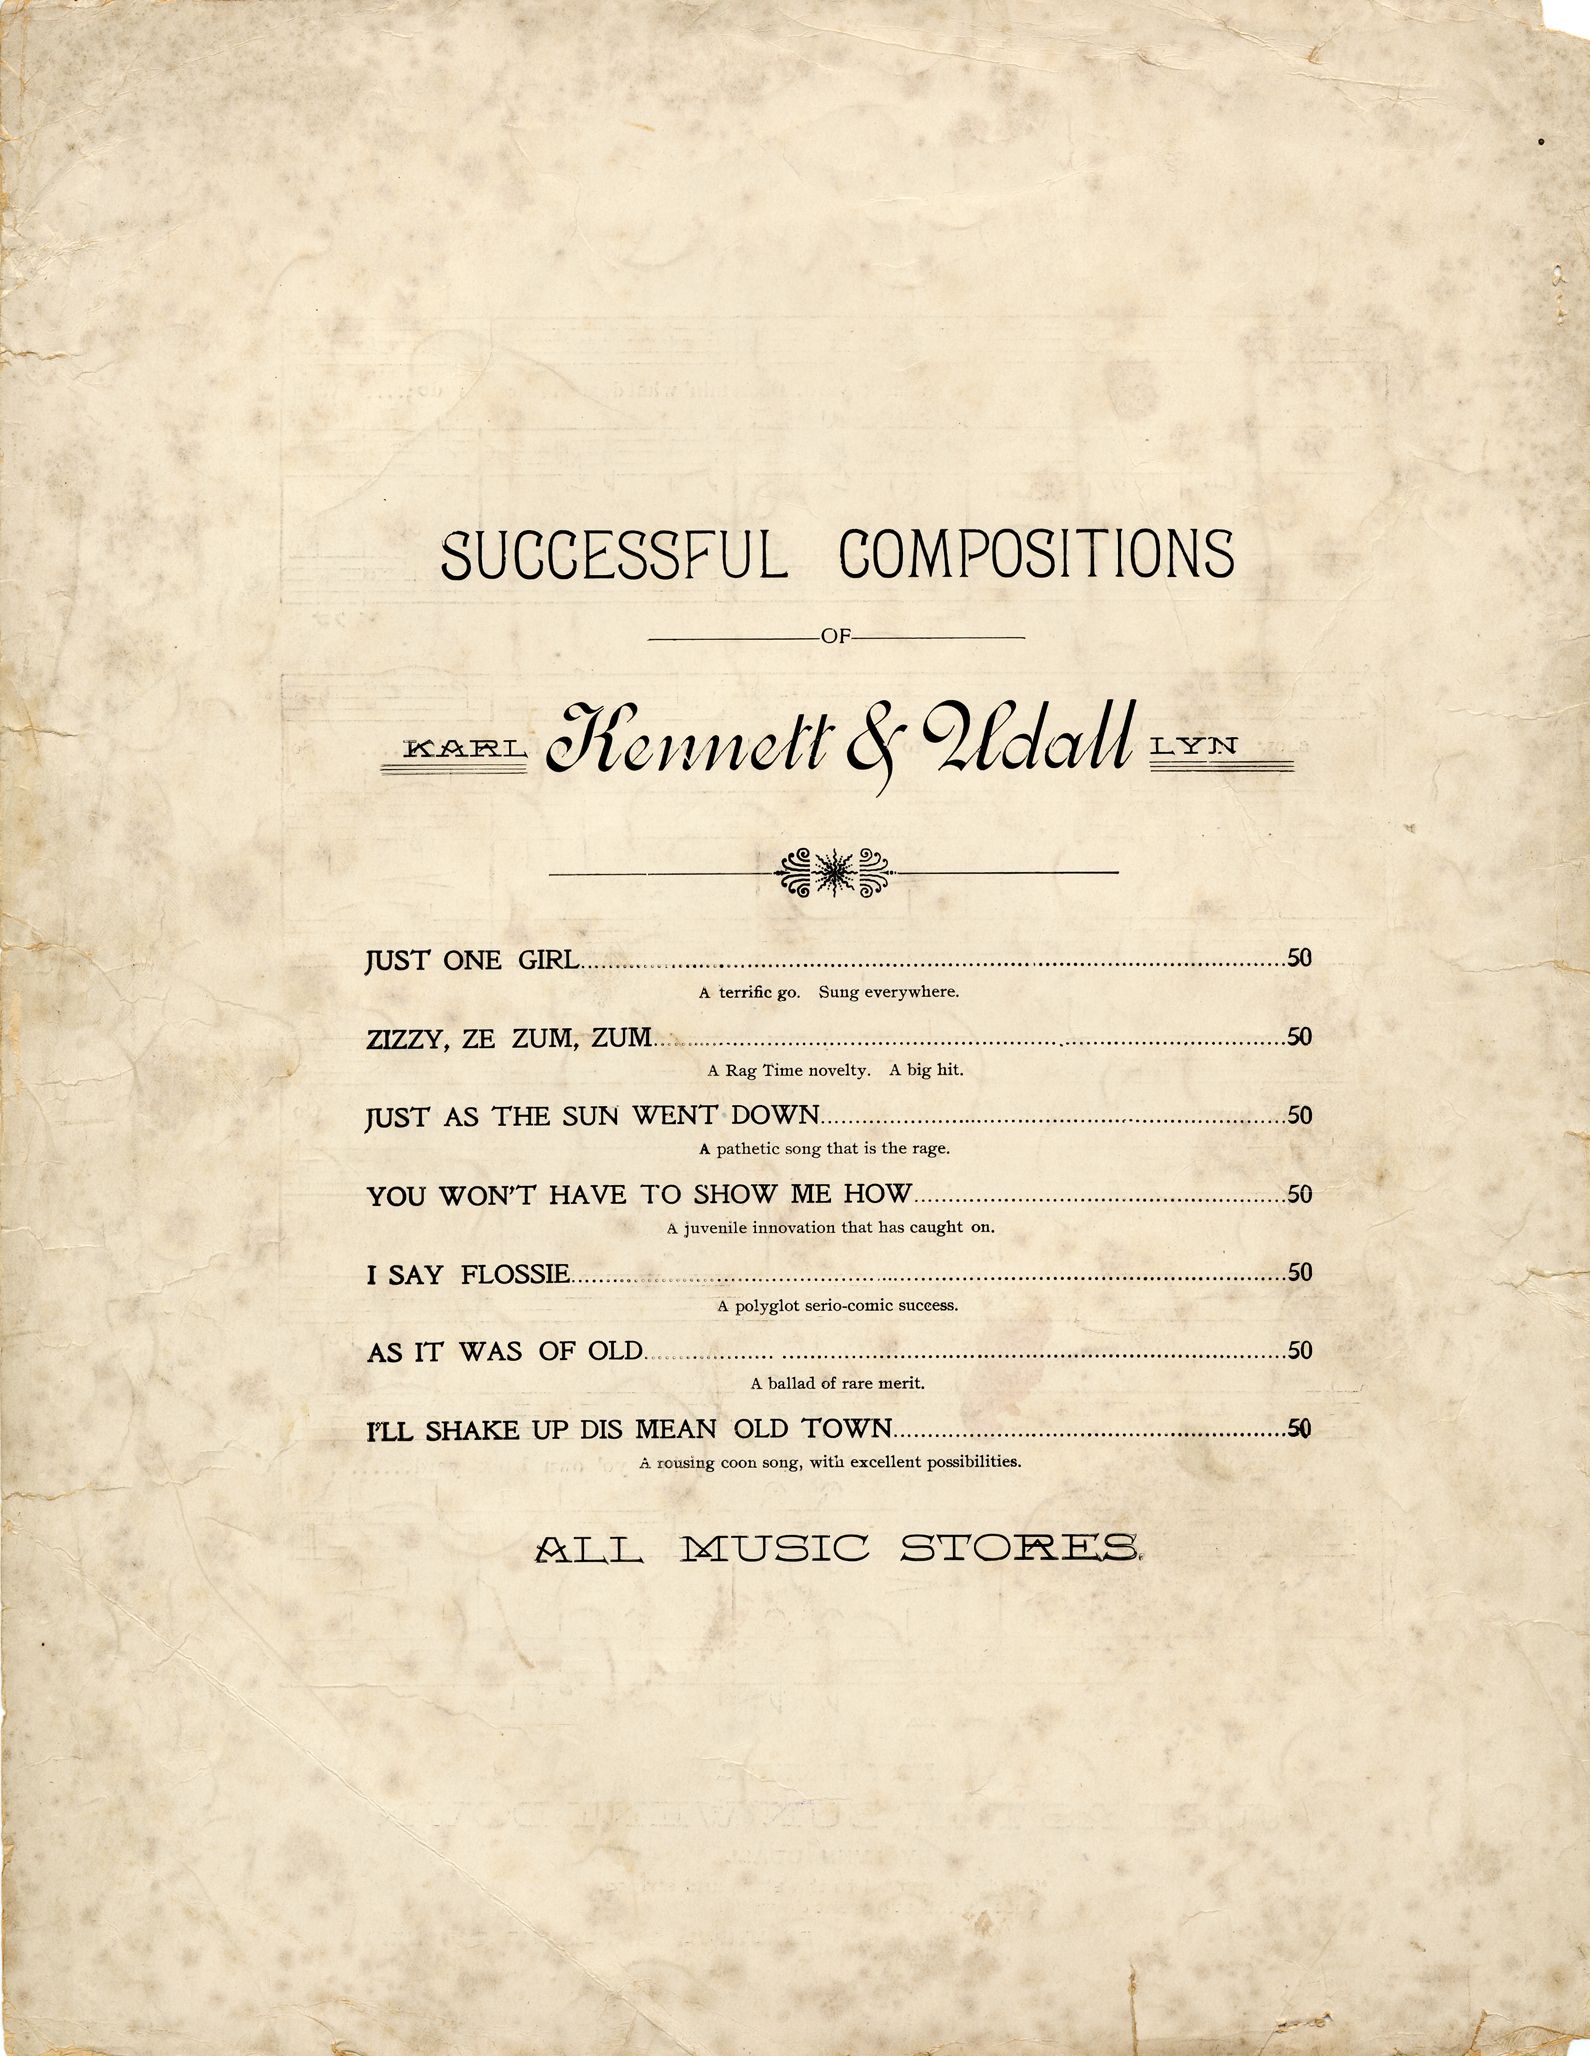 SUCCESSFUL COMPOSITIONS
OF
KARL Kennett & Udall LYN
JUST ONE GIRL........50
A terrific go. Sung everywhere.
ZIZZY, ZE ZUM, ZUM........50
A Rag Time novelty. A big hit.
JUST AS THE SUN WENT DOWN........50
A pathetic song that is the rage.
YOU WON'T HAVE TO SHOW ME HOW........50
A juvenile innovation that has caught on.
I SAY FLOSSIE........50
A polyglot serio-comic success.
AS IT WAS OF OLD........50
A ballad of rare merit.
I'LL SHAKE UP DIS MEAN OLD TOWN........50
A rousing coon song, with excellent possibilities.
ALL MUSIC STORES.